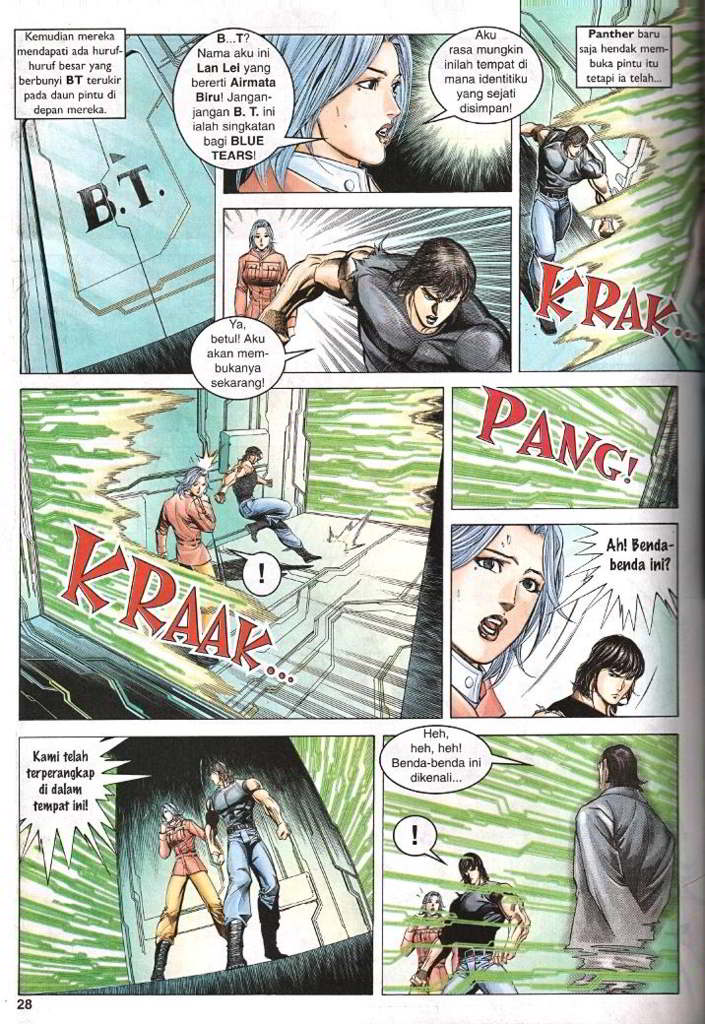 Kemudian mereka
mendapati ada huruf-
huruf besar yang
berbunyi BT terukir
pada daun pintu di
depan mereka.
B.T.
B...T?
Nama aku ini
Lan Lei yang
bererti Airmata
Biru! Jangan-
jangan B. T. ini
ialah singkatan
bagi BLUE
TEARS!
Aku
rasa mungkin
inilah tempat di
mana identitiku
yang sejati
disimpan!
Ya,
betul! Aku
akan mem-
bukanya
sekarang!
Panther baru
saja hendak mem-
buka pintu itu
tetapi ia telah...
KRAK...
KRAAK...
!
PANG!
Ah! Benda-
benda ini?
Kami telah
terperangkap
di dalam
tempat ini!
Heh,
heh, heh!
Benda-benda ini
dikenali...
!
28